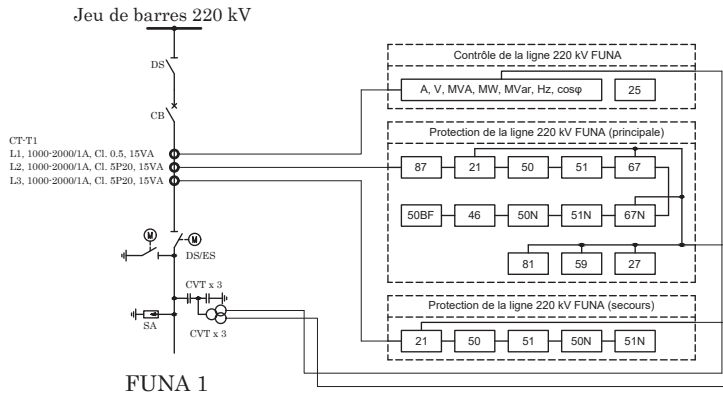 Jeu de barres 220 kV
DS
CB
CT-T1
L1, 1000-2000/1A, Cl. 0.5, 15VA
L2, 1000-2000/1A, Cl. 5P20, 15VA
L3, 1000-2000/1A, Cl. 5P20, 15VA
M
M
DS/ES
CVT x 3
SA
CVT x 3
FUNA 1
Contrôle de la ligne 220 kV FUNA
A, V, MVA, MW, MVar, Hz, cosφ
25
Protection de la ligne 220 kV FUNA (principale)
87 21 50 51 67
50BF 46 50N 51N 67N
81 59 27
Protection de la ligne 220 kV FUNA (secours)
21 50 51 50N 51N